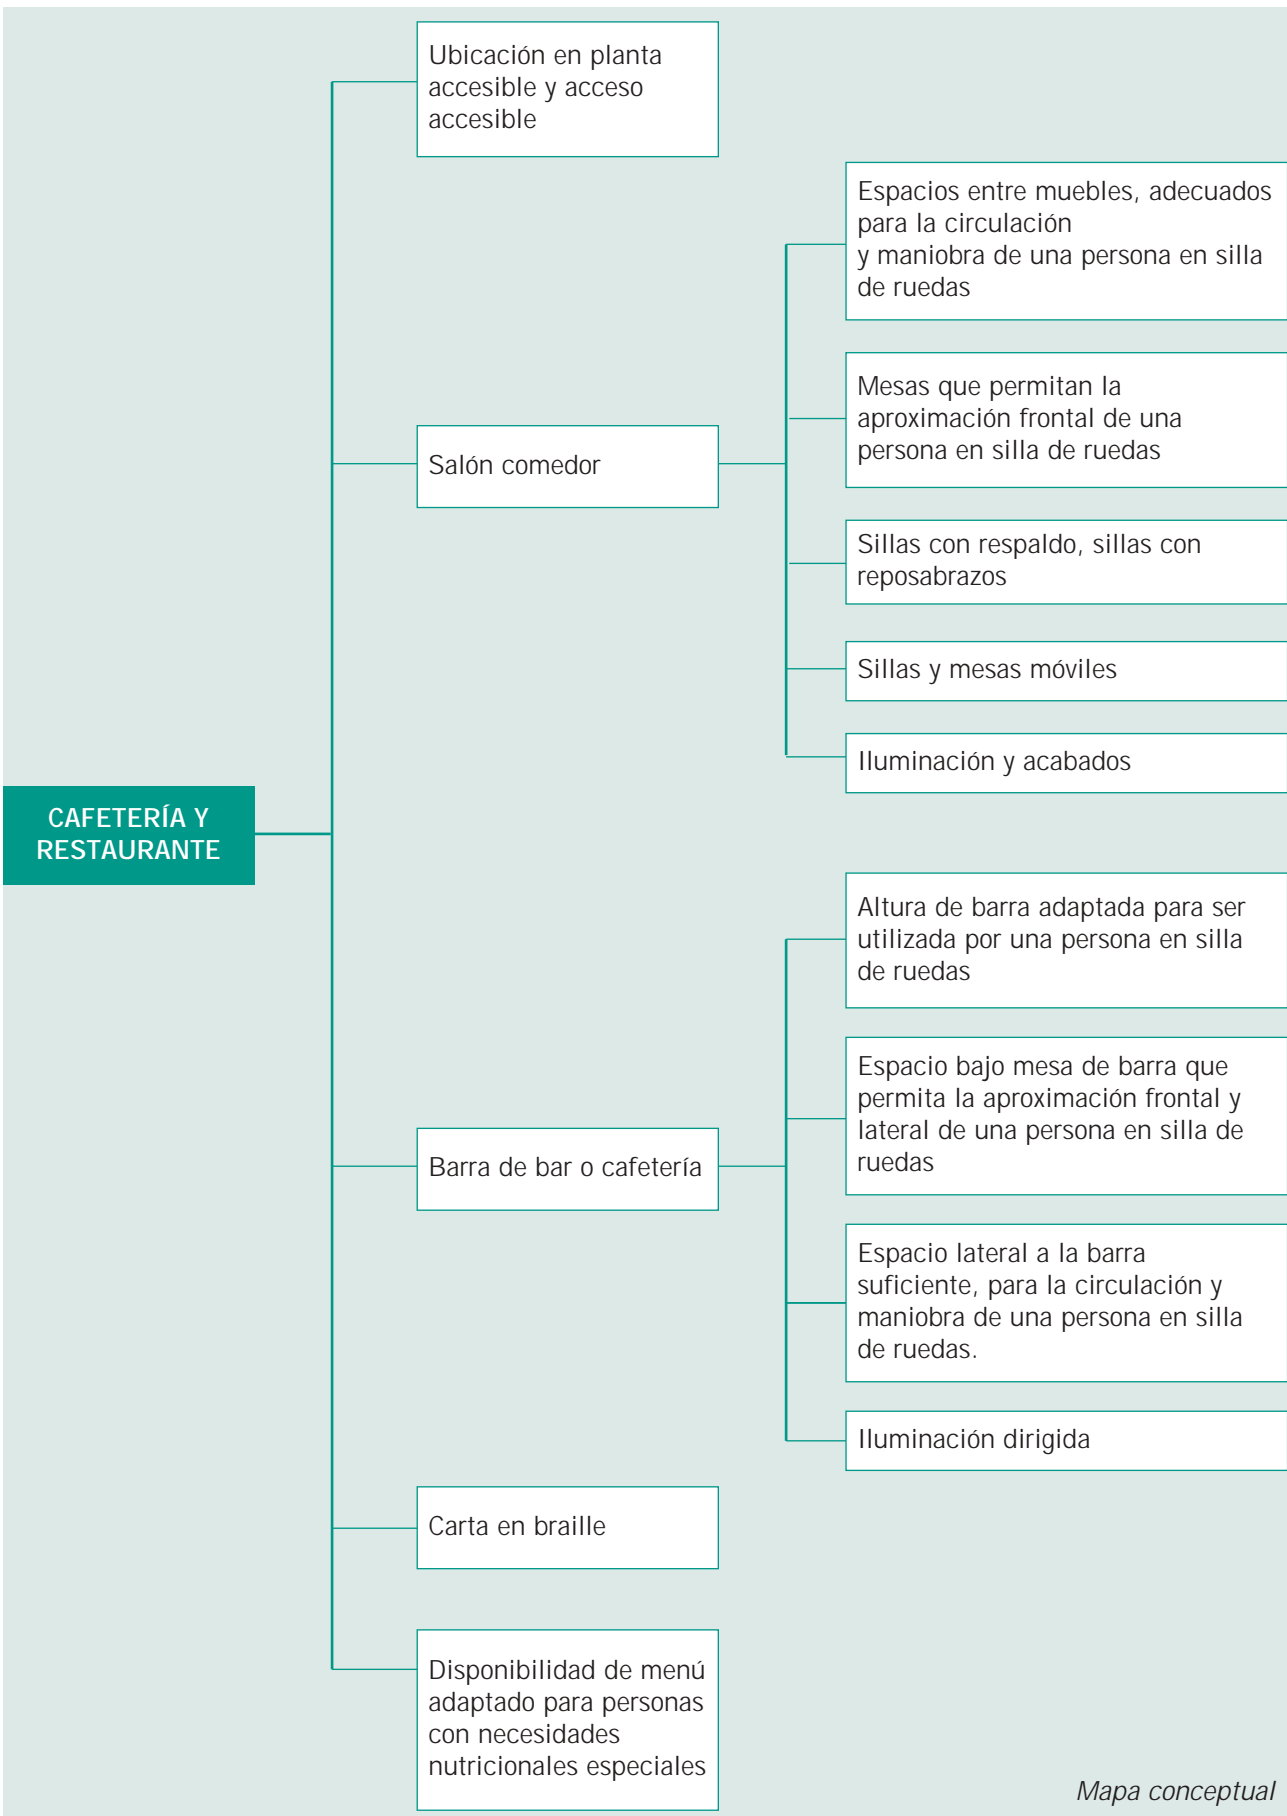 Ubicación en planta
accesible y acceso
accesible
Espacios entre muebles, adecuados
para la circulación
y maniobra de una persona en silla
de ruedas
Mesas que permitan la
aproximación frontal de una
persona en silla de ruedas
Salón comedor
Sillas con respaldo, sillas con
reposabrazos
Sillas y mesas móviles
Iluminación y acabados
CAFETERÍA Y
RESTAURANTE
Altura de barra adaptada para ser
utilizada por una persona en silla
de ruedas
Espacio bajo mesa de barra que
permita la aproximación frontal y
lateral de una persona en silla de
ruedas
Barra de bar o cafetería
Espacio lateral a la barra
suficiente, para la circulación y
maniobra de una persona en silla
de ruedas.
Iluminación dirigida
Carta en braille
Disponibilidad de menú
adaptado para personas
con necesidades
nutricionales especiales
Mapa conceptual